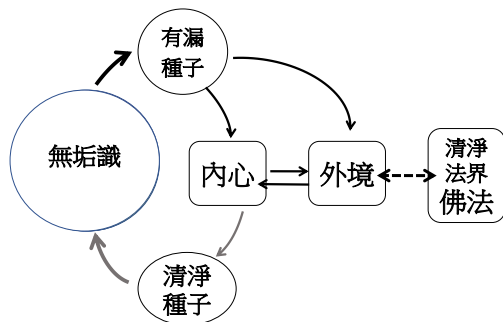 有漏
種子
無垢識
內心
外境
清淨
法界
佛法
清淨
種子